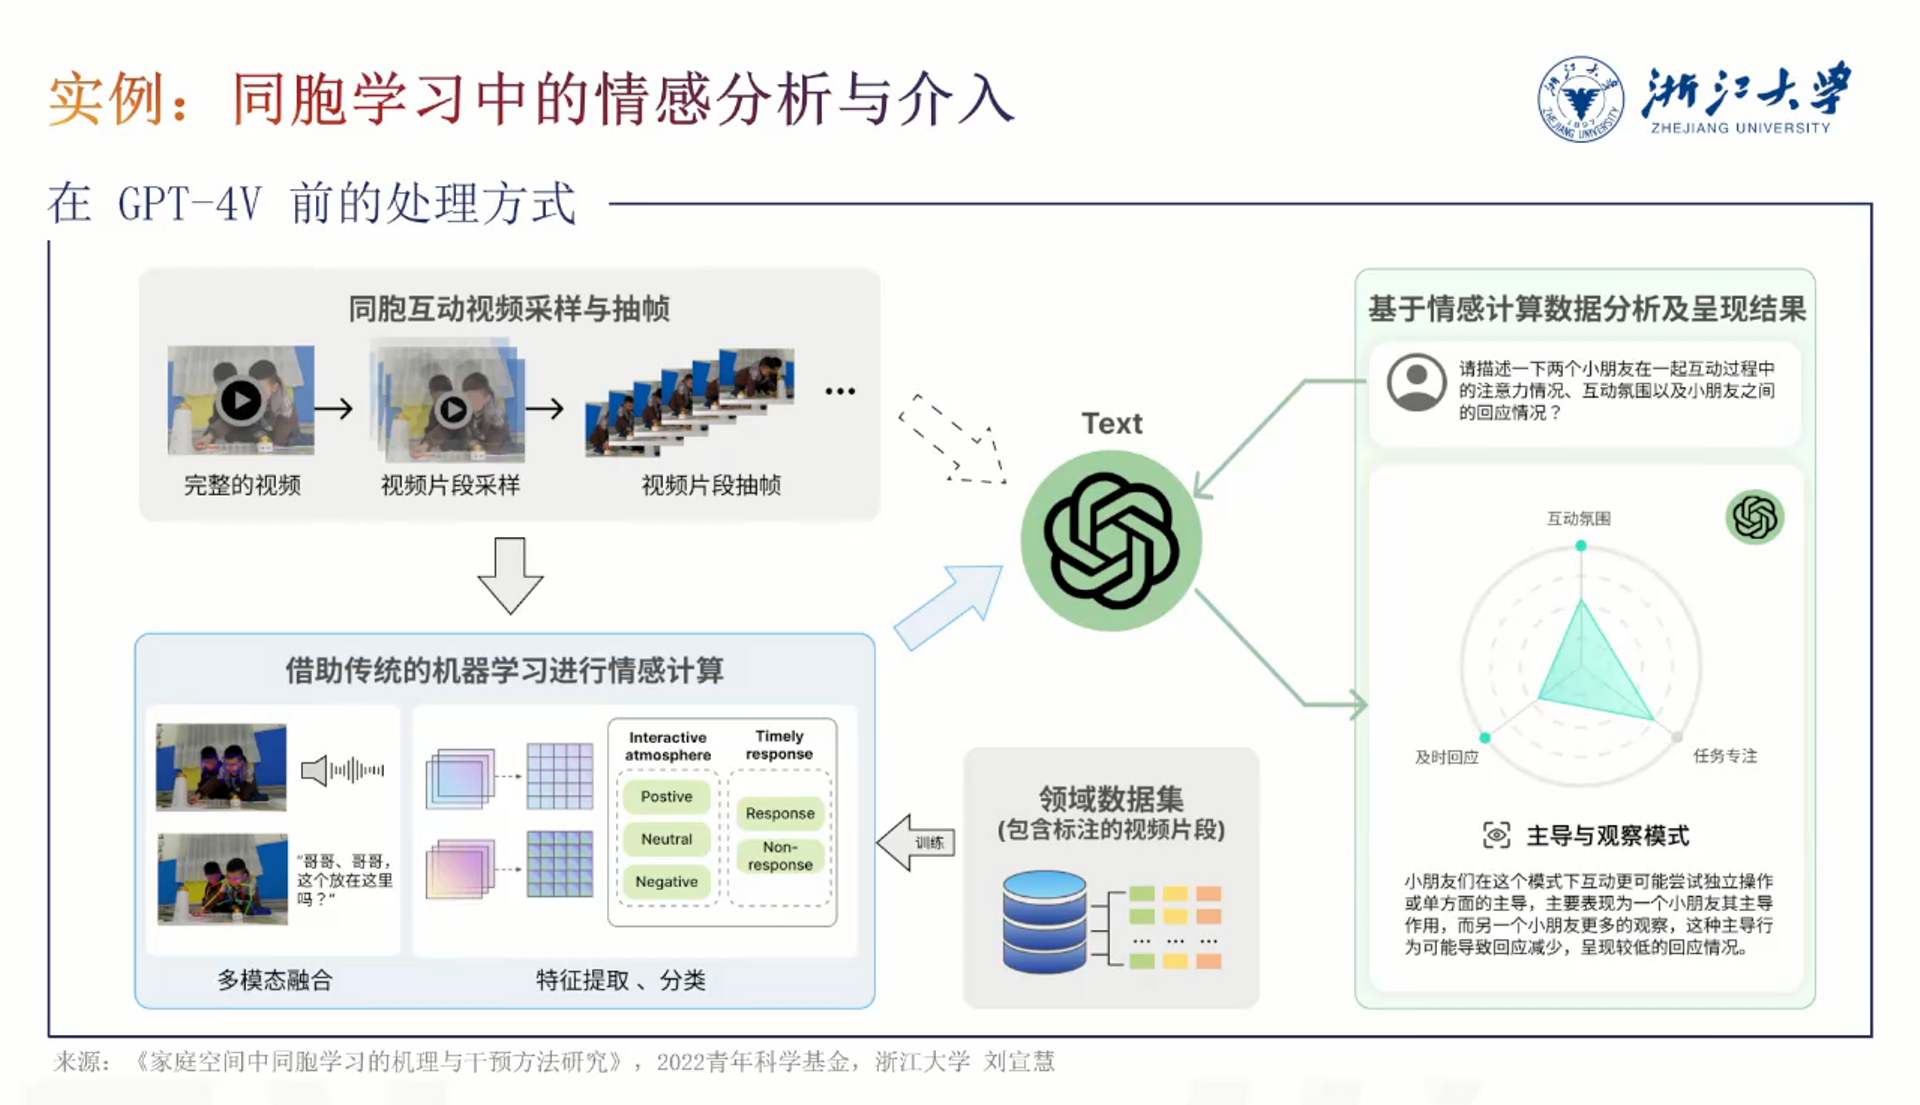 实例：同胞学习中的情感分析与介入
浙江大学
ZHEJIANG UNIVERSITY
1897
ZHEJIANG UNIVERSITY
在 GPT-4V 前的处理方式
同胞互动视频采样与抽帧
完整的视频
视频片段采样
视频片段抽帧
...
借助传统的机器学习进行情感计算
“哥哥、哥哥，
这个放在这里
吗？”
多模态融合
Interactive
atmosphere
Postive
Neutral
Negative
Timely
response
Response
Non-
response
特征提取 、分类
训练
领域数据集
(包含标注的视频片段)
... ... ...
Text
基于情感计算数据分析及呈现结果
请描述一下两个小朋友在一起互动过程中
的注意力情况、互动氛围以及小朋友之间
的回应情况？
互动氛围
及时回应
任务专注
主导与观察模式
小朋友们在这个模式下互动更可能尝试独立操作
或单方面的主导，主要表现为一个小朋友其主导
作用，而另一个小朋友更多的观察，这种主导行
为可能导致回应减少，呈现较低的回应情况。
来源：《家庭空间中同胞学习的机理与干预方法研究》，2022青年科学基金，浙江大学 刘宣慧